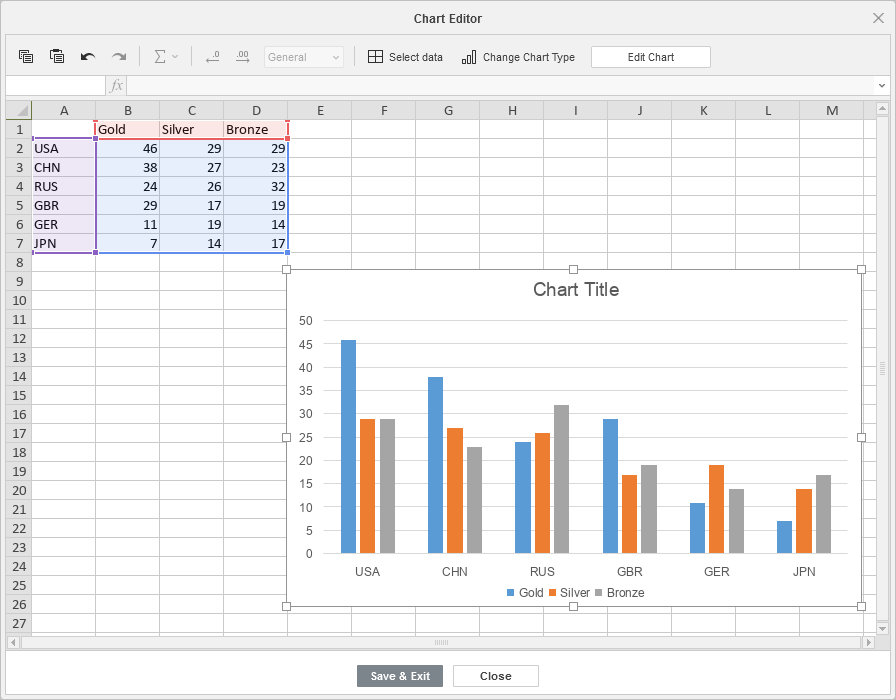 Chart Editor
Σ .0 .00 General Select data Change Chart Type Edit Chart
fx
A B C D E F G H I J K L M
1 Gold Silver Bronze
2 USA 46 29 29
3 CHN 38 27 23
4 RUS 24 26 32
5 GBR 29 17 19
6 GER 11 19 14
7 JPN 7 14 17
8
9
10
11
12
13
14
15
16
17
18
19
20
21
22
23
24
25
26
27
Chart Title
50
45
40
35
30
25
20
15
10
5
0
USA CHN RUS GBR GER JPN
Gold Silver Bronze
Save & Exit Close